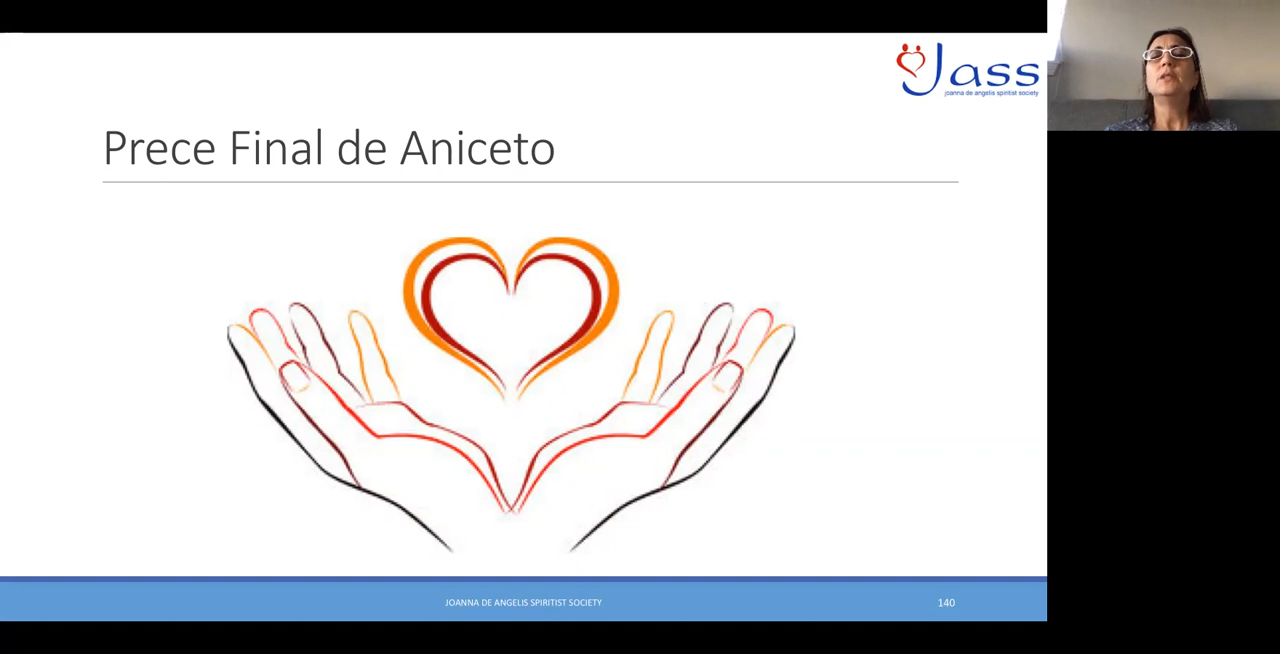 Jass
joanna de angelis spiritist society
Prece Final de Aniceto
JOANNA DE ANGELIS SPIRITIST SOCIETY
140